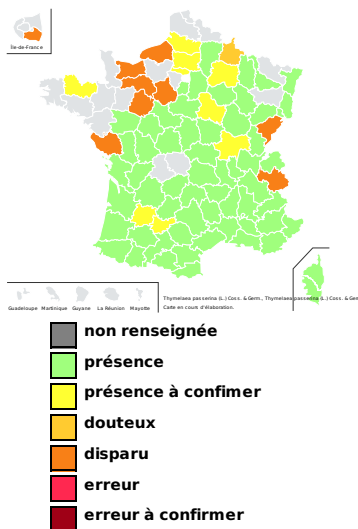 Île-de-France
Guadeloupe Martinique Guyane La Réunion Mayotte
Thymelaea passerina (L.) Coss. & Germ., Thymelaea passerina (L.) Coss. & Ger
Carte en cours d'élaboration.
non renseignée
présence
présence à confimer
douteux
disparu
erreur
erreur à confirmer